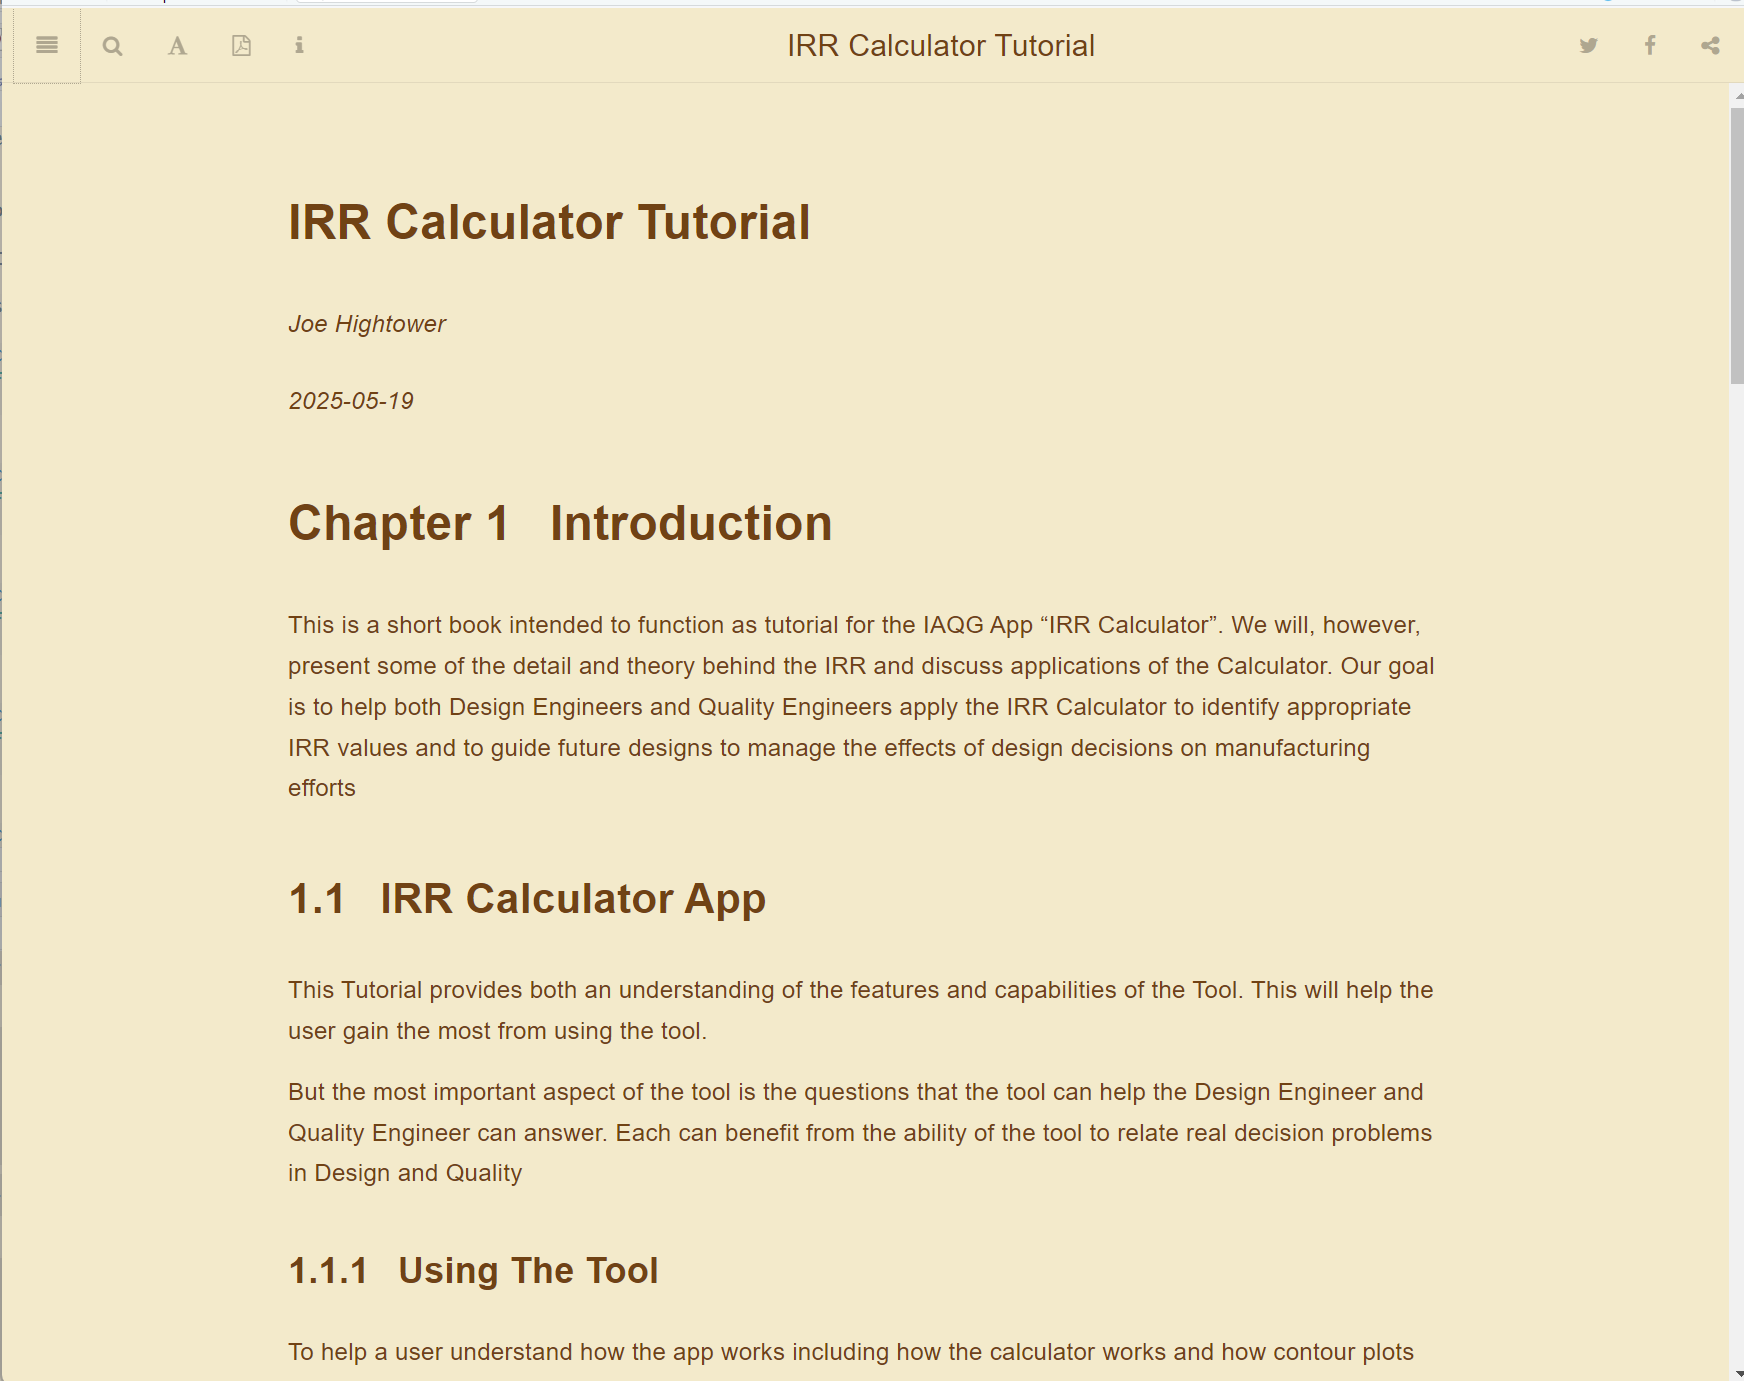 IRR Calculator Tutorial
IRR Calculator Tutorial
Joe Hightower
2025-05-19
Chapter 1 Introduction
This is a short book intended to function as tutorial for the IAQG App “IRR Calculator”. We will, however,
present some of the detail and theory behind the IRR and discuss applications of the Calculator. Our goal
is to help both Design Engineers and Quality Engineers apply the IRR Calculator to identify appropriate
IRR values and to guide future designs to manage the effects of design decisions on manufacturing
efforts
1.1 IRR Calculator App
This Tutorial provides both an understanding of the features and capabilities of the Tool. This will help the
user gain the most from using the tool.
But the most important aspect of the tool is the questions that the tool can help the Design Engineer and
Quality Engineer can answer. Each can benefit from the ability of the tool to relate real decision problems
in Design and Quality
1.1.1 Using The Tool
To help a user understand how the app works including how the calculator works and how contour plots